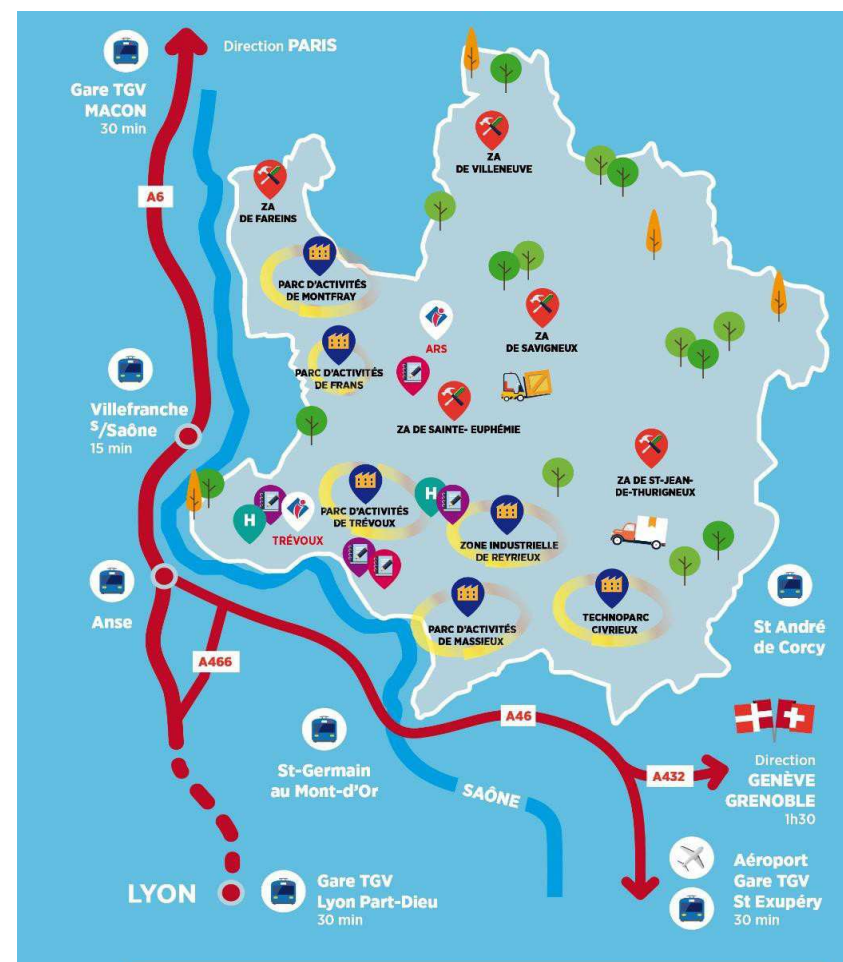 Direction PARIS
Gare TGV
MACON
30 min
ZA
DE VILLENEUVE
A6
ZA
DE FAREINS
PARC D'ACTIVITÉS
DE MONTFRAY
ARS
ZA
DE SAVIGNEUX
PARC D'ACTIVITÉS
DE FRANS
Villefranche
S/Saône
15 min
ZA DE SAINTE- EUPHÉMIE
ZA DE ST-JEAN-
DE-THURIGNEUX
H
TRÉVOUX
PARC D'ACTIVITÉS
DE TRÉVOUX
H
ZONE INDUSTRIELLE
DE REYRIEUX
Anse
PARC D'ACTIVITÉS
DE MASSIEUX
TECHNOPARC
CIVRIEUX
St André
de Corcy
A466
A46
St-Germain
au Mont-d'Or
SAÔNE
A432
Direction
GENÈVE
GRENOBLE
1h30
LYON
Gare TGV
Lyon Part-Dieu
30 min
Aéroport
Gare TGV
St Exupéry
30 min